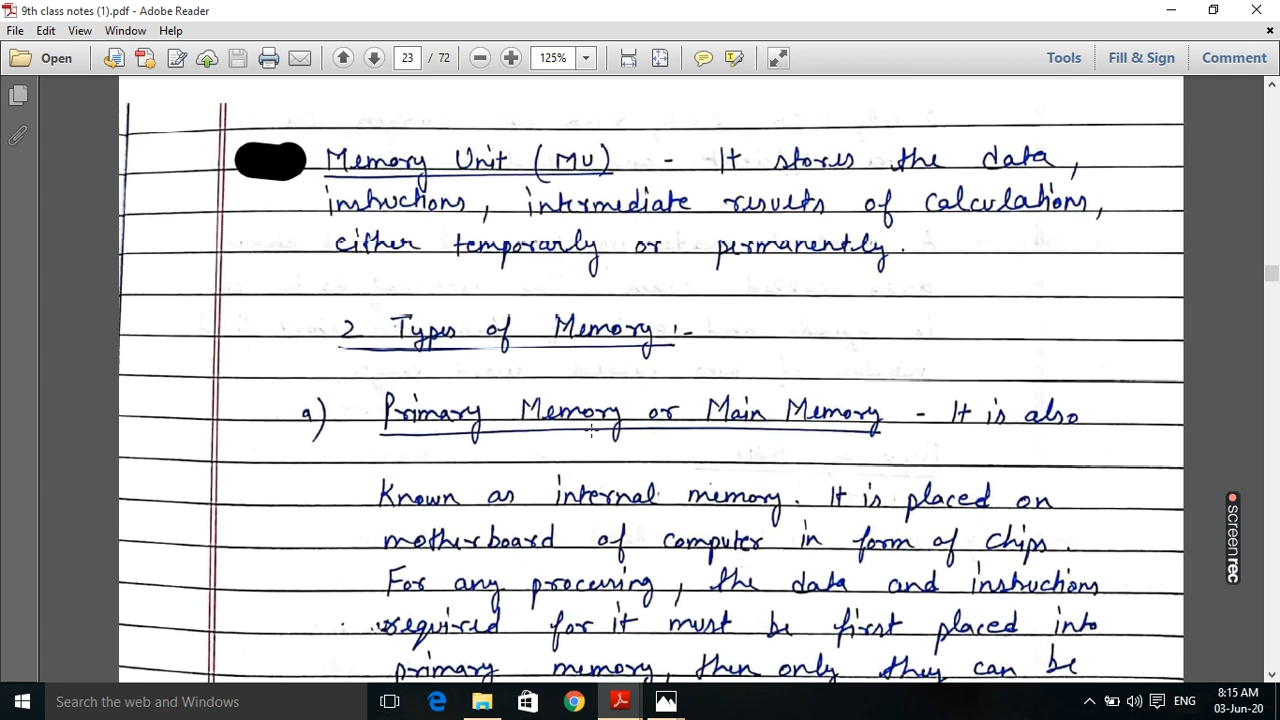 9th class notes (1).pdf - Adobe Reader
File Edit View Window Help
Open 23 / 72 125% Tools Fill & Sign Comment
Memory Unit (MU) - It stores the data,
instructions, intermediate results of calculations,
either temporarly or permanently.
2 Types of Memory :-
a) Primary Memory or Main Memory - It is also
Known as internal memory. It is placed on
motherboard of computer in form of chips.
For any processing, the data and instructions
required for it must be first placed into
primary memory, then only they can be
screenrec
Search the web and Windows ENG 8:15 AM
03-Jun-20